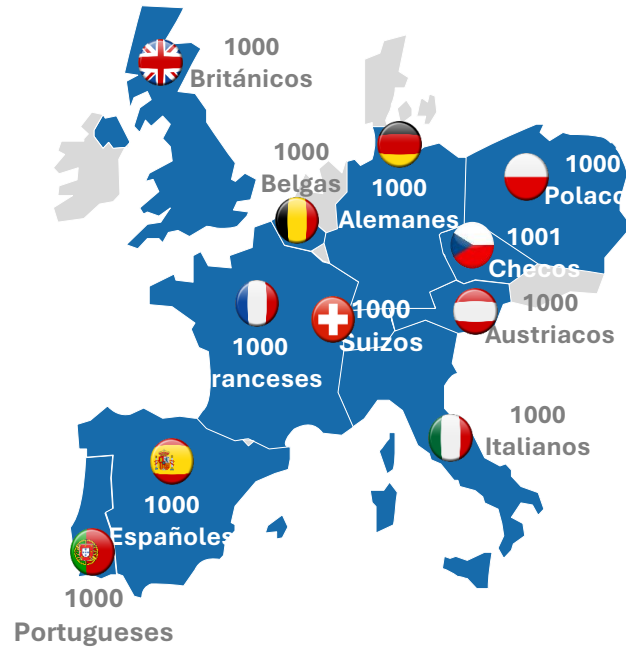 1000
Británicos
1000
Belgas
1000
Alemanes
1000
Polaco
1001
Checos
1000
Austriacos
1000
Suizos
1000
ranceses
1000
Italianos
1000
Españoles
1000
Portugueses